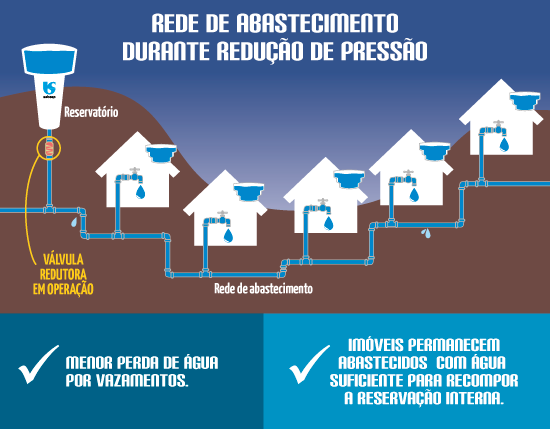 REDE DE ABASTECIMENTO
DURANTE REDUÇÃO DE PRESSÃO
sabesp
Reservatório
VÁLVULA
REDUTORA
EM OPERAÇÃO
Rede de abastecimento
MENOR PERDA DE ÁGUA
POR VAZAMENTOS.
IMÓVEIS PERMANECEM
ABASTECIDOS COM ÁGUA
SUFICIENTE PARA RECOMPOR
A RESERVAÇÃO INTERNA.